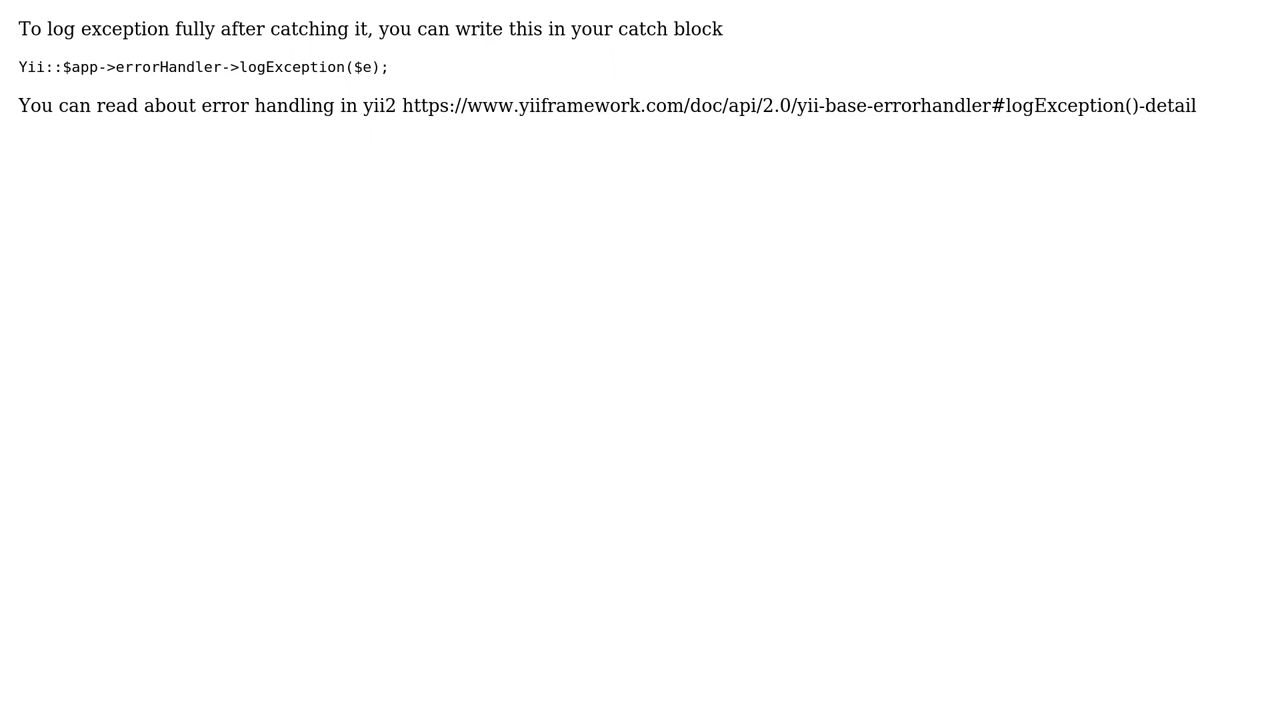 To log exception fully after catching it, you can write this in your catch block
Yii::$app->errorHandler->logException($e);
You can read about error handling in yii2 https://www.yiiframework.com/doc/api/2.0/yii-base-errorhandler#logException()-detail